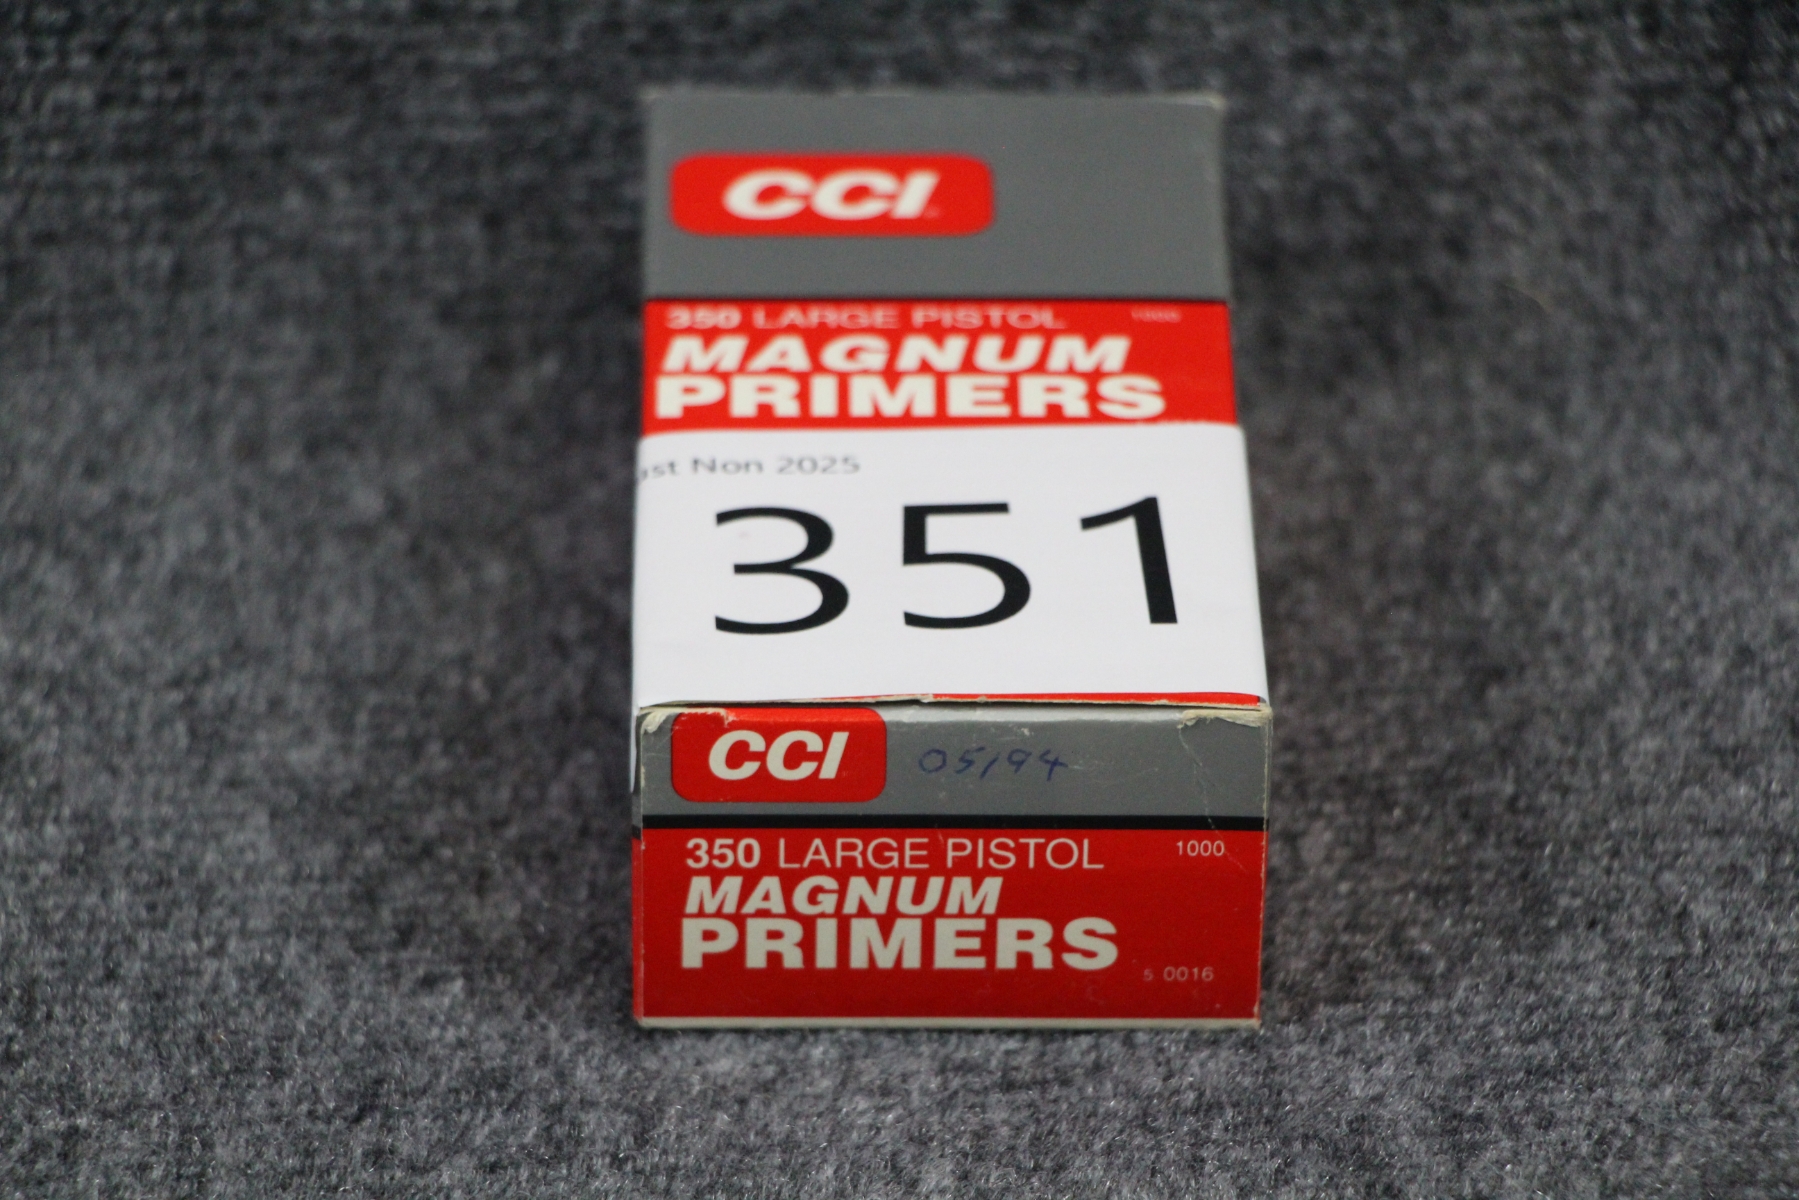 CCI
350 LARGE PISTOL 1000
MAGNUM
PRIMERS
Non 2025
351
CCI 05/94
350 LARGE PISTOL 1000
MAGNUM
PRIMERS
5 0016